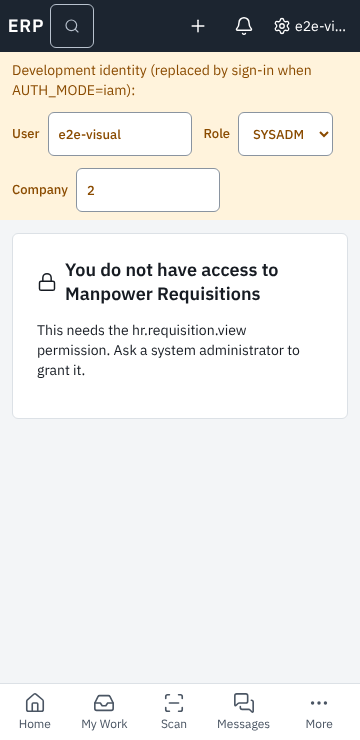 ERP
e2e-vi...
Development identity (replaced by sign-in when
AUTH_MODE=iam):
User e2e-visual Role SYSADM
Company 2
You do not have access to
Manpower Requisitions
This needs the hr.requisition.view
permission. Ask a system administrator to
grant it.
Home My Work Scan Messages More